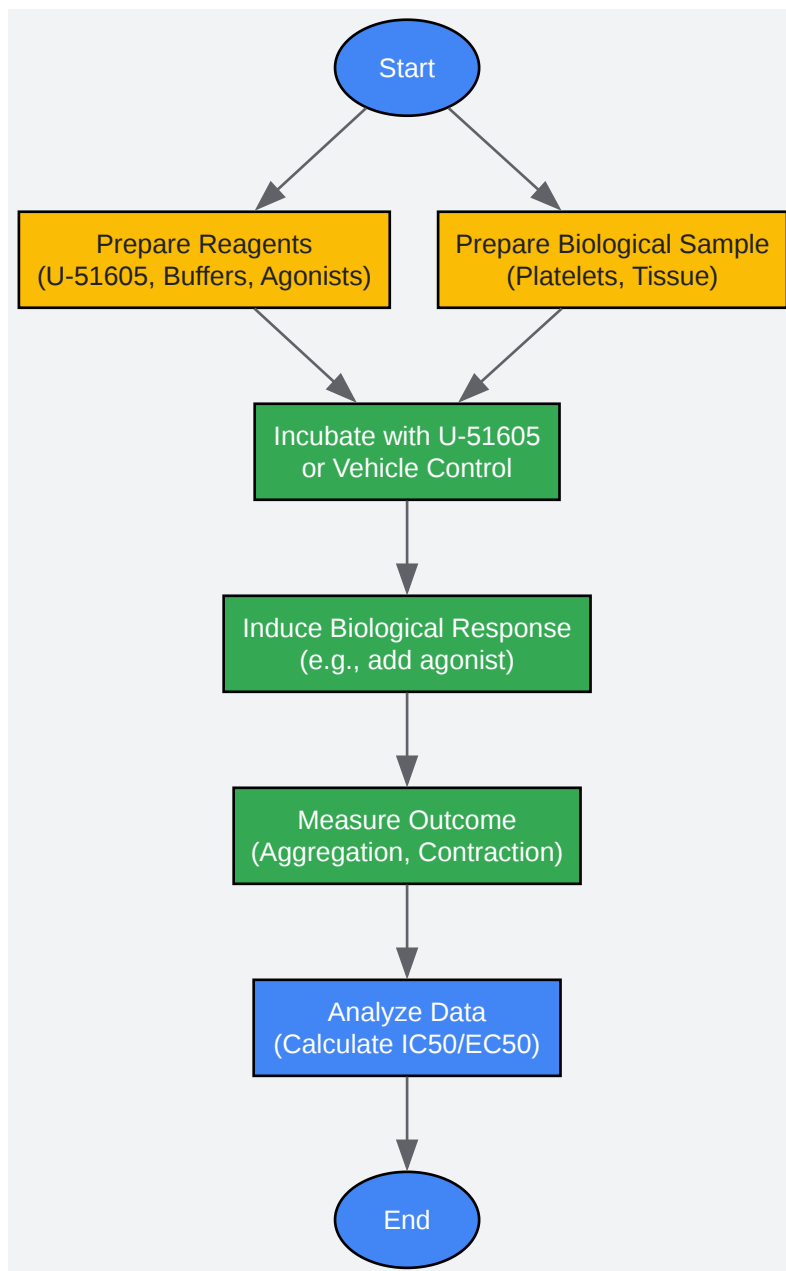 Start
Prepare Reagents
(U-51605, Buffers, Agonists)
Prepare Biological Sample
(Platelets, Tissue)
Incubate with U-51605
or Vehicle Control
Induce Biological Response
(e.g., add agonist)
Measure Outcome
(Aggregation, Contraction)
Analyze Data
(Calculate IC50/EC50)
End